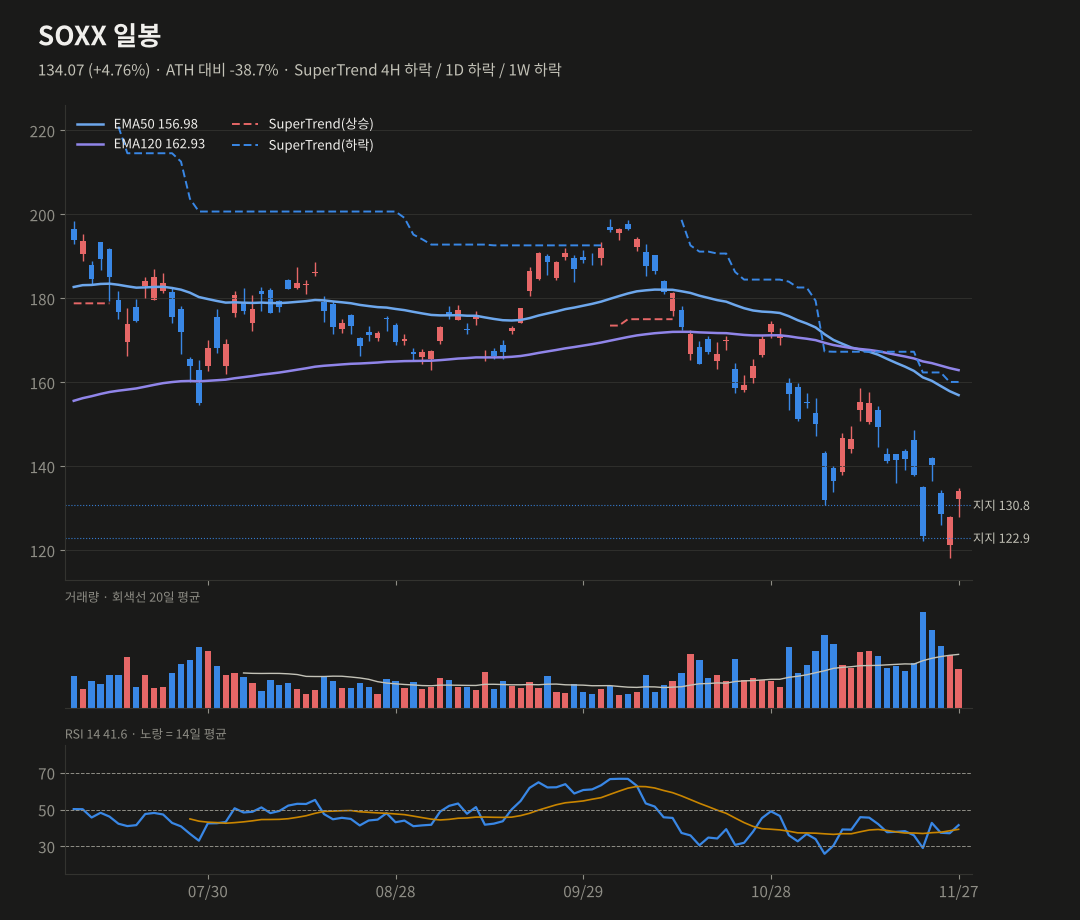 SOXX 일봉
134.07 (+4.76%) · ATH 대비 -38.7% · SuperTrend 4H 하락 / 1D 하락 / 1W 하락
EMA50 156.98
SuperTrend(상승)
EMA120 162.93
SuperTrend(하락)
220
200
180
160
140
120
지지 130.8
지지 122.9
거래량 · 회색선 20일 평균
RSI 14 41.6 · 노랑 = 14일 평균
70
50
30
07/30
08/28
09/29
10/28
11/27